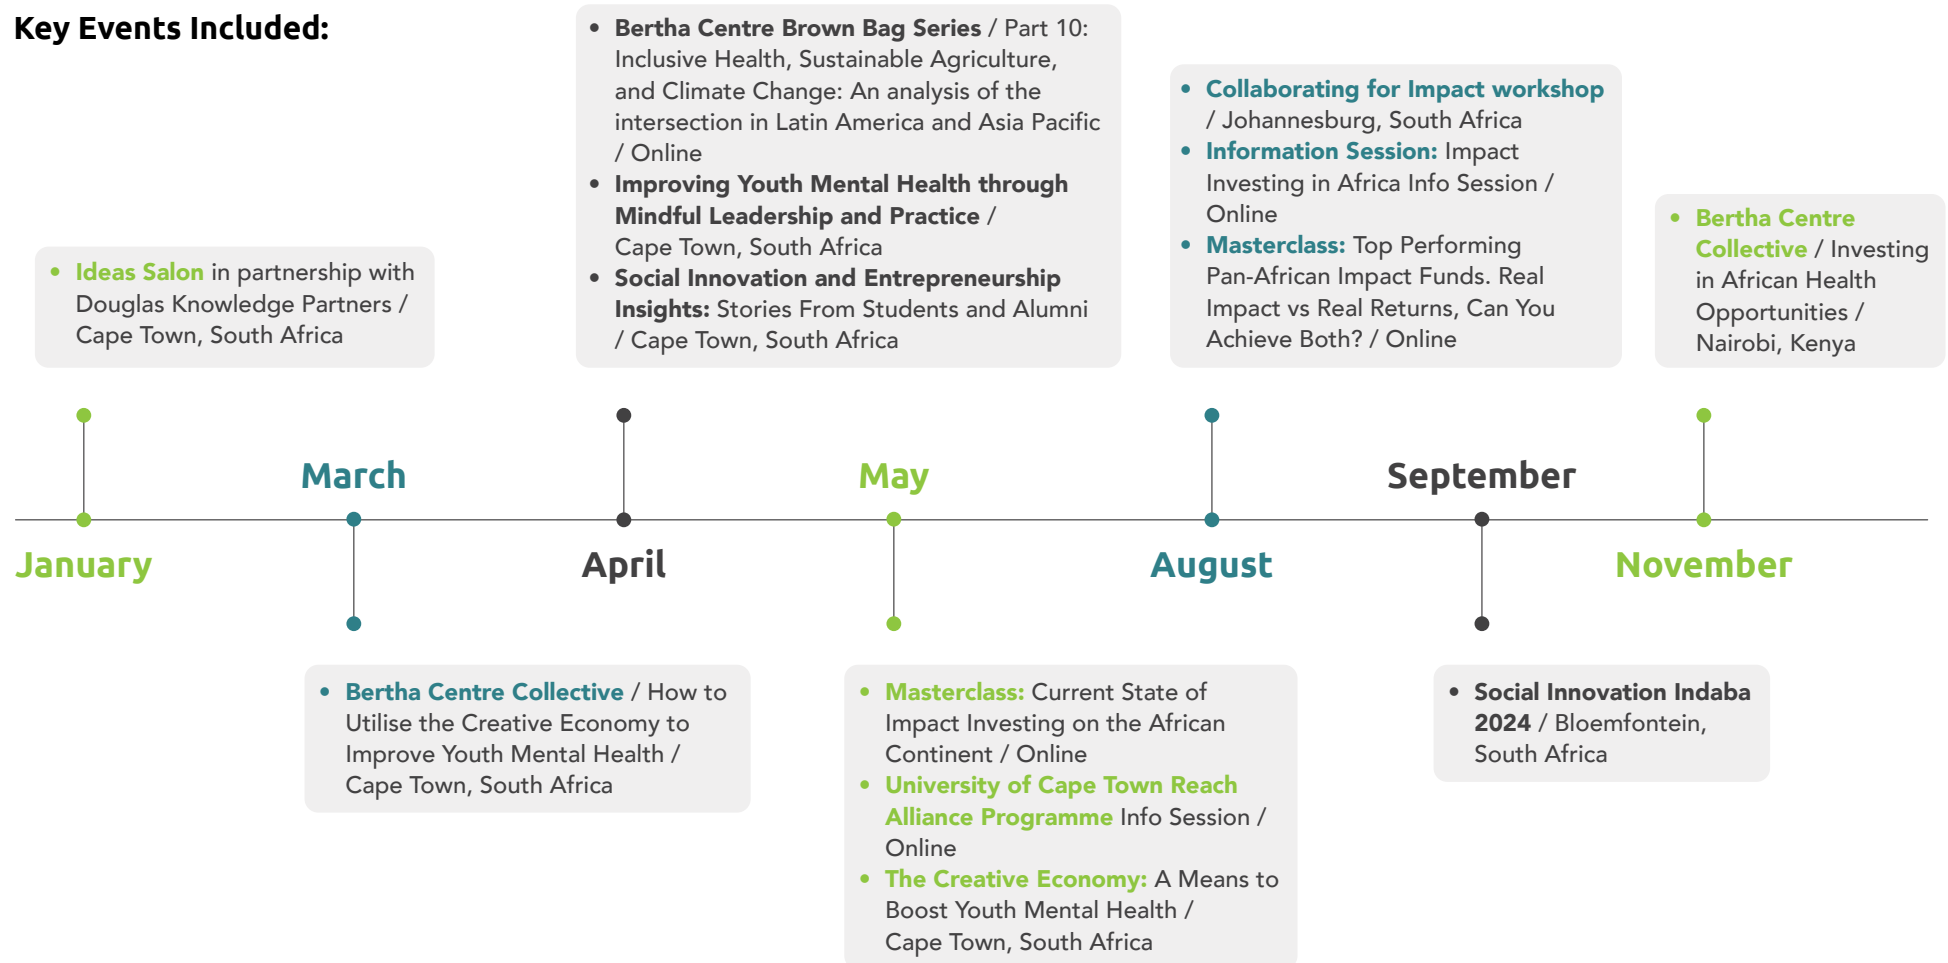 Key Events Included:
• Ideas Salon in partnership with
Douglas Knowledge Partners /
Cape Town, South Africa
• Bertha Centre Brown Bag Series / Part 10:
Inclusive Health, Sustainable Agriculture,
and Climate Change: An analysis of the
intersection in Latin America and Asia Pacific
/ Online
• Improving Youth Mental Health through
Mindful Leadership and Practice /
Cape Town, South Africa
• Social Innovation and Entrepreneurship
Insights: Stories From Students and Alumni
/ Cape Town, South Africa
• Collaborating for Impact workshop
/ Johannesburg, South Africa
• Information Session: Impact
Investing in Africa Info Session /
Online
• Masterclass: Top Performing
Pan-African Impact Funds. Real
Impact vs Real Returns, Can You
Achieve Both? / Online
• Bertha Centre
Collective / Investing
in African Health
Opportunities /
Nairobi, Kenya
January
March
April
May
August
September
November
• Bertha Centre Collective / How to
Utilise the Creative Economy to
Improve Youth Mental Health /
Cape Town, South Africa
• Masterclass: Current State of
Impact Investing on the African
Continent / Online
• University of Cape Town Reach
Alliance Programme Info Session /
Online
• The Creative Economy: A Means to
Boost Youth Mental Health /
Cape Town, South Africa
• Social Innovation Indaba
2024 / Bloemfontein,
South Africa